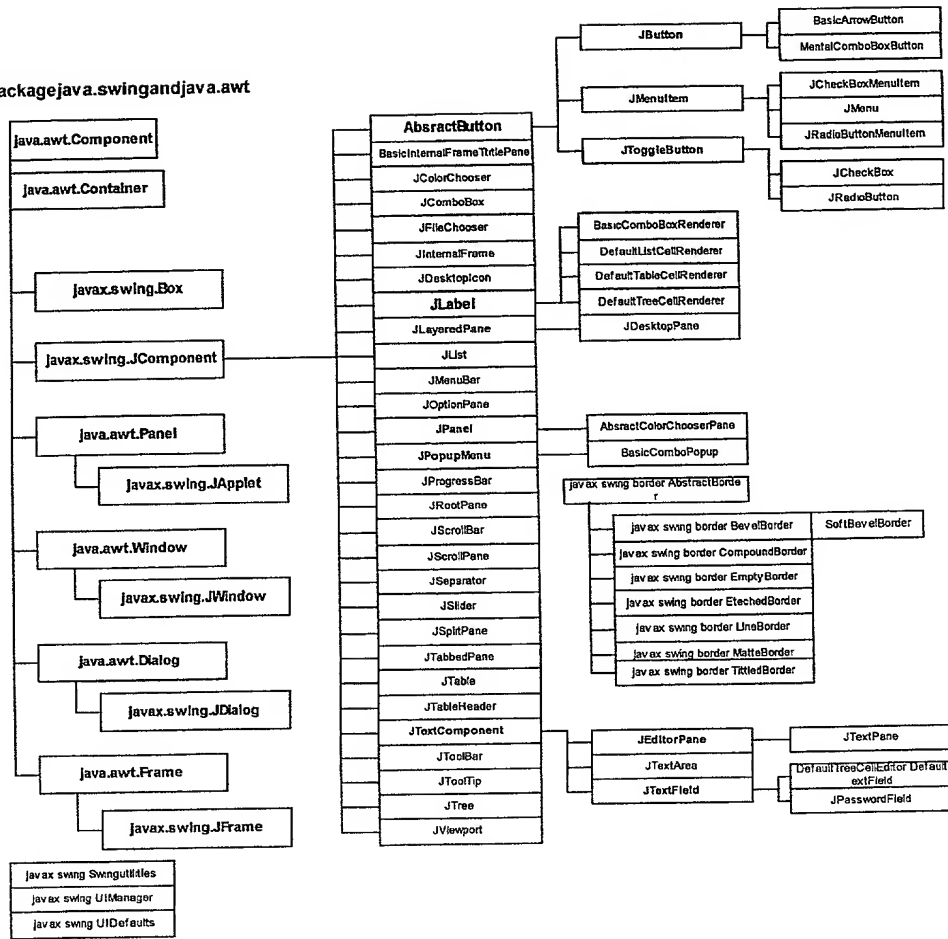 ackagejava.swingandjava.awt
java.awt.Component
java.awt.Container
javax.swing.Box
javax.swing.JComponent
java.awt.Panel
javax.swing.JApplet
java.awt.Window
javax.swing.JWindow
java.awt.Dialog
javax.swing.JDialog
java.awt.Frame
javax.swing.JFrame
javax swing Swingutilities
javax swing UIManager
javax swing UIDefaults
AbsractButton
BasicInternalFrameTittlePane
JColorChooser
JComboBox
JFileChooser
JInternalFrame
JDesktopIcon
JLabel
JLayeredPane
JList
JMenuBar
JOptionPane
JPanel
JPopupMenu
JProgressBar
JRootPane
JScrollBar
JScrollPane
JSeparator
JSlider
JSplitPane
JTabbedPane
JTable
JTableHeader
JTextComponent
JToolBar
JToolTip
JTree
JViewport
JButton
JMenuItem
JToggleButton
BasicArrowButton
MentalComboBoxButton
JCheckBoxMenuItem
JMenu
JRadioButtonMenuItem
JCheckBox
JRadioButton
BasicComboBoxRenderer
DefaultListCellRenderer
DefaultTableCellRenderer
DefaultTreeCellRenderer
JDesktopPane
AbsractColorChooserPane
BasicComboPopup
javax swing border AbstractBorde
r
javax swing border BevelBorder
SoftBevelBorder
javax swing border CompoundBorder
javax swing border EmptyBorder
javax swing border EtechedBorder
javax swing border LineBorder
javax swing border MatteBorder
javax swing border TittledBorder
JEditorPane
JTextArea
JTextField
JTextPane
DefaultTreeCellEditor Default
extField
JPasswordField